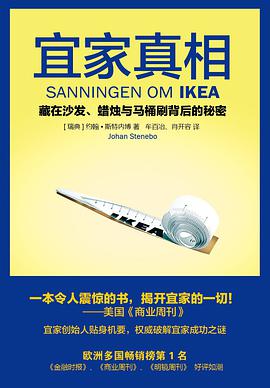 宜家真相
SANNINGEN OM IKEA
藏在沙发、蜡烛与马桶刷背后的秘密
[ 瑞典 ] 约翰·斯特内博 著 车百冶、肖开容 译
Johan Stenebo
IKEA
一本令人震惊的书，揭开宜家的一切！
——美国《商业周刊》
宜家创始人贴身机要，权威破解宜家成功之谜
欧洲多国畅销榜第 1 名
《金融时报》、《商业周刊》、《明镜周刊》 好评如潮